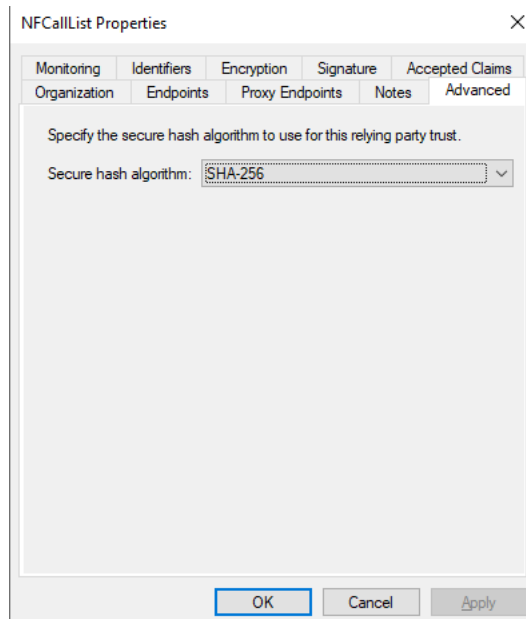 NFCallList Properties
Monitoring Identifiers Encryption Signature Accepted Claims
Organization Endpoints Proxy Endpoints Notes Advanced
Specify the secure hash algorithm to use for this relying party trust.
Secure hash algorithm: SHA-256
OK Cancel Apply